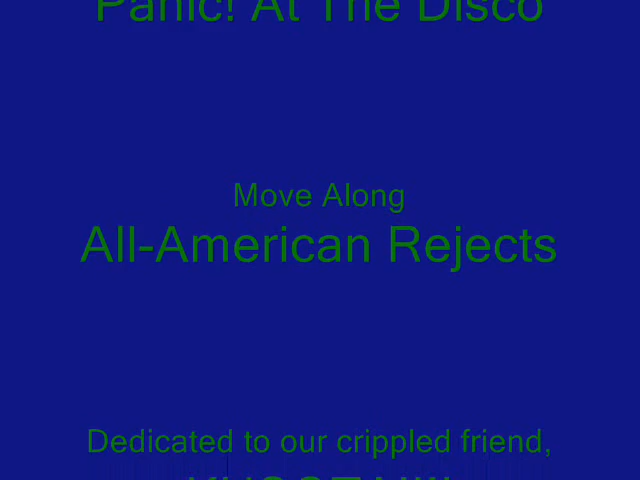 Panic! At The Disco
Move Along
All-American Rejects
Dedicated to our crippled friend,